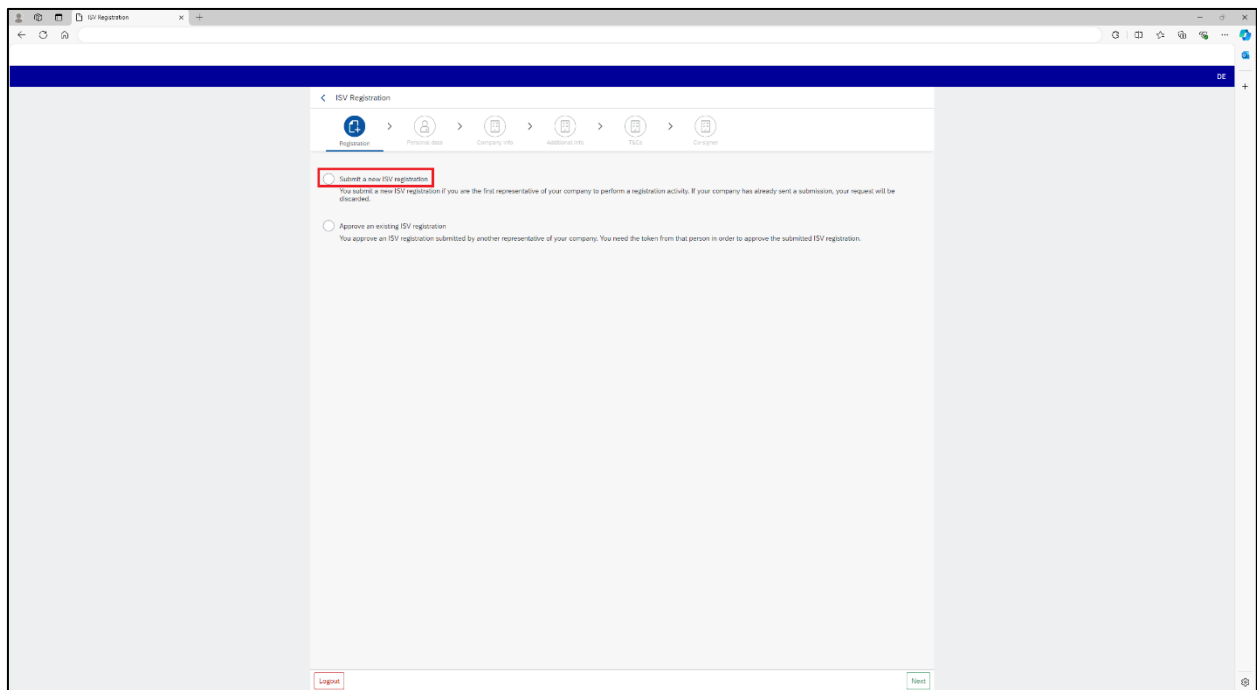 ISV Registration
DE
ISV Registration
Registration
Personal data
Company Info
Additional Info
T&Cs
Co-signer
Submit a new ISV registration
You submit a new ISV registration if you are the first representative of your company to perform a registration activity. If your company has already sent a submission, your request will be
discarded.
Approve an existing ISV registration
You approve an ISV registration submitted by another representative of your company. You need the token from that person in order to approve the submitted ISV registration.
Logout
Next